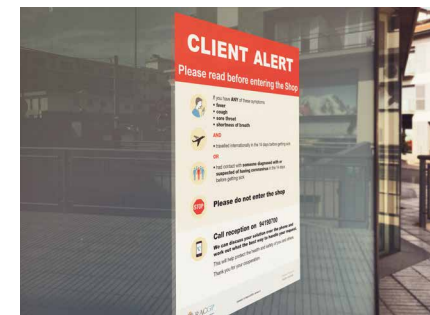 CLIENT ALERT
Please read before entering the Shop
If you have ANY of these symptoms
• fever
• cough
• sore throat
• shortness of breath
AND
• travelled internationally in the 14 days before getting sick
OR
• had contact with someone diagnosed with or
suspected of having coronavirus in the 14 days
before getting sick
STOP
Please do not enter the shop
Call reception on 94190700
We can discuss your solution over the phone and
work out what the best way to handle your request.
This will help protect the health and safety of you and others.
Thank you for your cooperation.